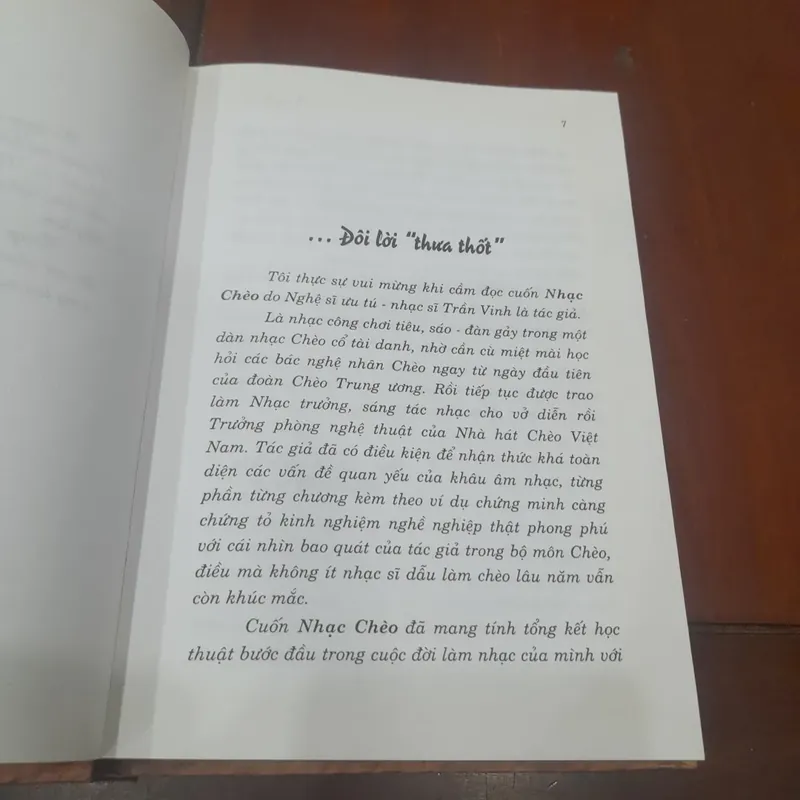 7
... Đôi lời "thưa thốt"
Tôi thực sự vui mừng khi cầm đọc cuốn Nhạc
Chèo do Nghệ sĩ ưu tú - nhạc sĩ Trần Vinh là tác giả.
Là nhạc công chơi tiêu, sáo - đàn gảy trong một
dàn nhạc Chèo cổ tài danh, nhờ cần cù miệt mài học
hỏi các bác nghệ nhân Chèo ngay từ ngày đầu tiên
của đoàn Chèo Trung ương. Rồi tiếp tục được trao
làm Nhạc trưởng, sáng tác nhạc cho vở diễn rồi
Trưởng phòng nghệ thuật của Nhà hát Chèo Việt
Nam. Tác giả đã có điều kiện để nhận thức khá toàn
diện các vấn đề quan yếu của khâu âm nhạc, từng
phần từng chương kèm theo ví dụ chứng minh càng
chứng tỏ kinh nghiệm nghề nghiệp thật phong phú
với cái nhìn bao quát của tác giả trong bộ môn Chèo,
điều mà không ít nhạc sĩ dẫu làm chèo lâu năm vẫn
còn khúc mắc.
Cuốn Nhạc Chèo đã mang tính tổng kết học
thuật bước đầu trong cuộc đời làm nhạc của mình với